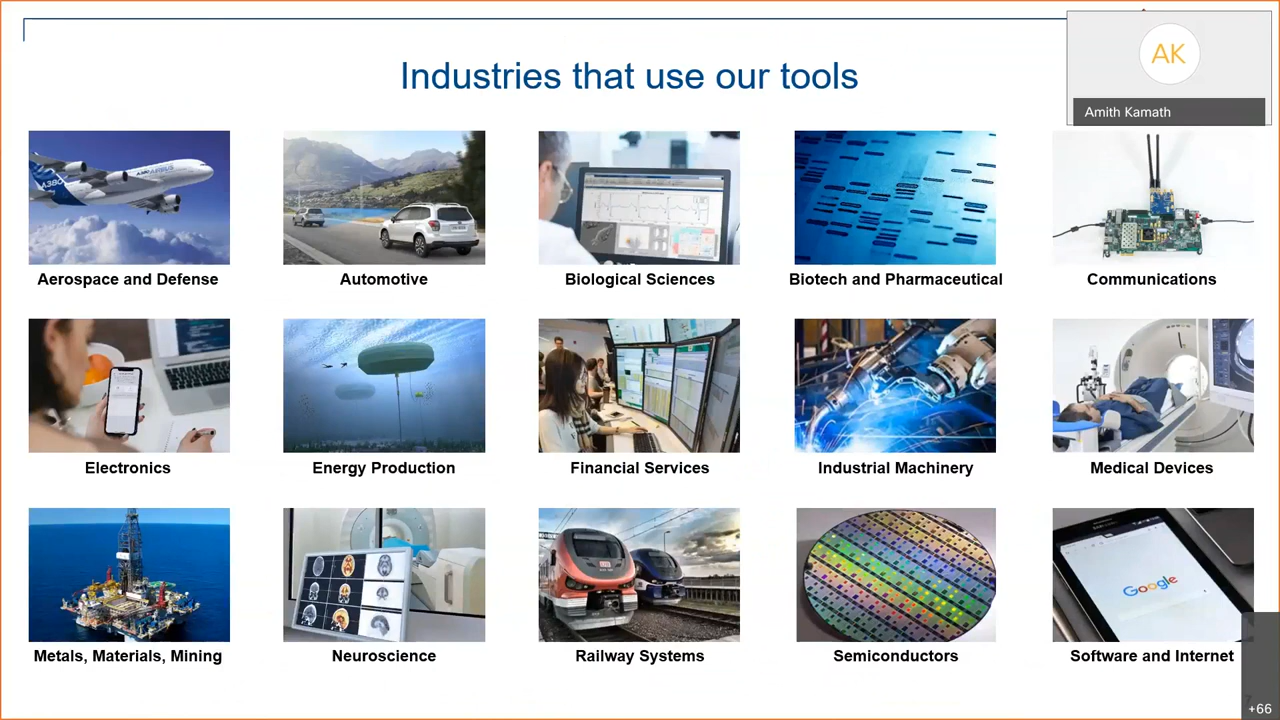 Industries that use our tools
AK
Amith Kamath
A380
AIRBUS
Aerospace and Defense
Automotive
Biological Sciences
Biotech and Pharmaceutical
Communications
Electronics
Energy Production
Financial Services
Industrial Machinery
Medical Devices
Google
Metals, Materials, Mining
Neuroscience
Railway Systems
Semiconductors
Software and Internet
+66